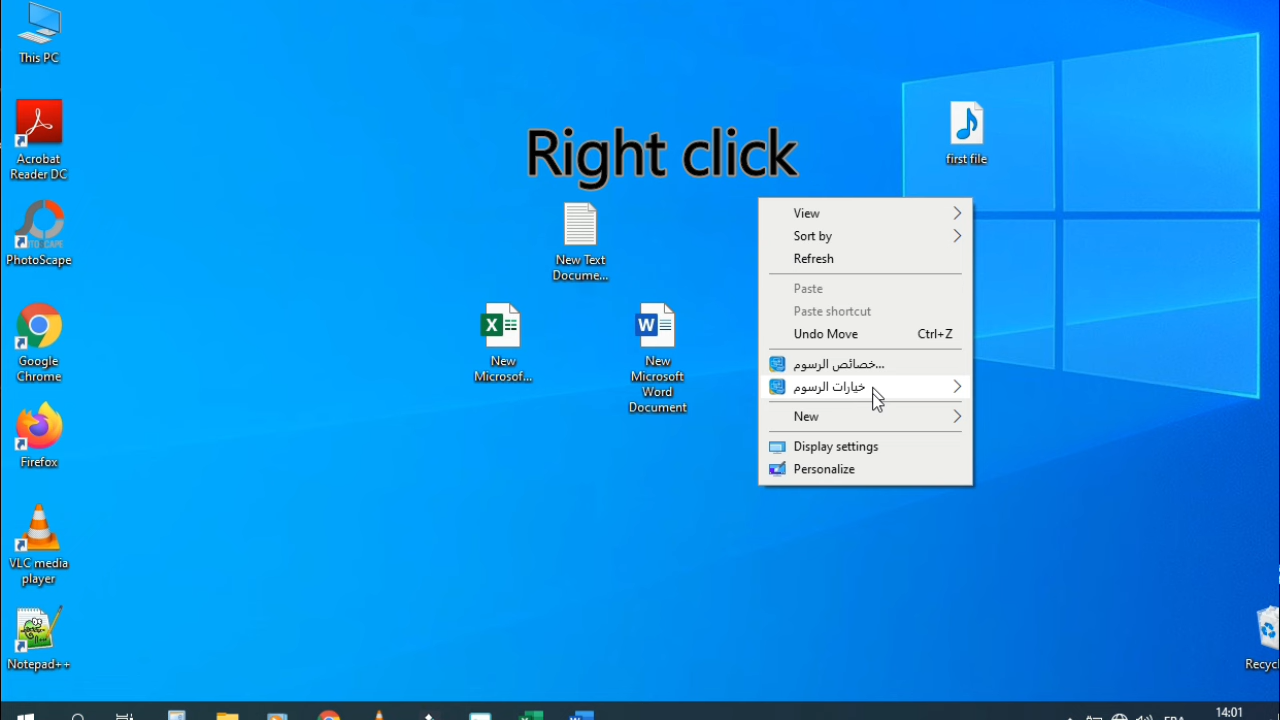 This PC
Acrobat
Reader DC
PhotoScape
Google
Chrome
Firefox
VLC media
player
Notepad++
Right click
New Text
Docume...
New
Microsof...
New
Microsoft
Word
Document
first file
View
Sort by
Refresh
Paste
Paste shortcut
Undo Move Ctrl+Z
خصائص الرسوم...
خيارات الرسوم
New
Display settings
Personalize
Recycl
14:01